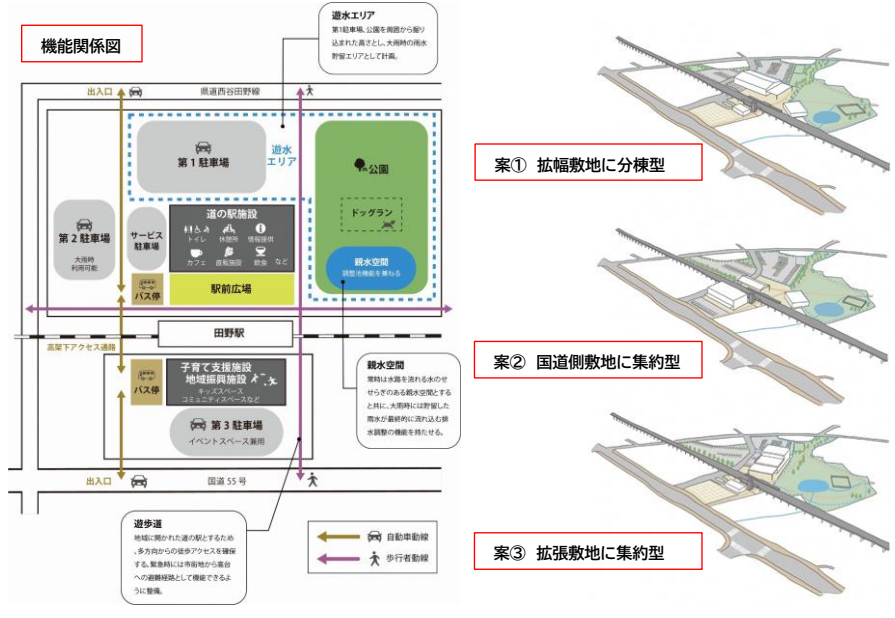 機能関係図
遊水エリア
第1駐車場、公園を周囲から掘り
込まれた高さとし、大雨時の雨水
貯留エリアとして計画。
出入口
県道西谷田野線
第1駐車場
遊水
エリア
公園
ドッグラン
親水空間
調整池機能を兼ねる
第2駐車場
大雨時
利用可能
サービス
駐車場
道の駅施設
トイレ 休憩所 情報提供
カフェ 直販施設 飲食 など
バス停
駅前広場
田野駅
高架下アクセス通路
バス停
子育て支援施設
地域振興施設
キッズスペース
コミュニティスペースなど
第3駐車場
イベントスペース兼用
親水空間
常時は水路を流れる水のせ
せらぎのある親水空間とする
と共に、大雨時には貯留した
雨水が最終的に流れ込む排
水調整の機能を持たせる。
出入口
国道55号
遊歩道
地域に開かれた道の駅とするため
、多方向からの徒歩アクセスを確保
する。緊急時には市街地から高台
への避難経路として機能できるよ
うに整備。
自動車動線
歩行者動線
案① 拡幅敷地に分棟型
案② 国道側敷地に集約型
案③ 拡張敷地に集約型